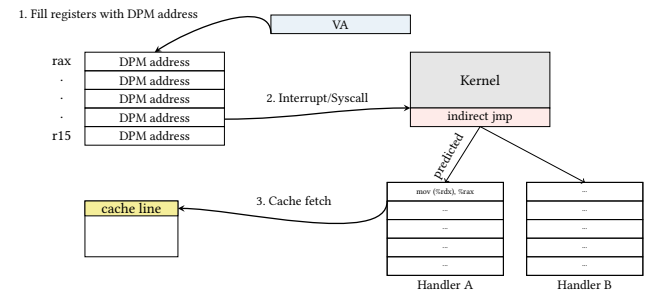 1. Fill registers with DPM address
VA
rax
DPM address
.
DPM address
.
DPM address
.
DPM address
r15
DPM address
2. Interrupt/Syscall
Kernel
indirect jmp
predicted
mov (%rdx), %rax
...
...
...
...
Handler A
...
...
...
...
...
Handler B
3. Cache fetch
cache line